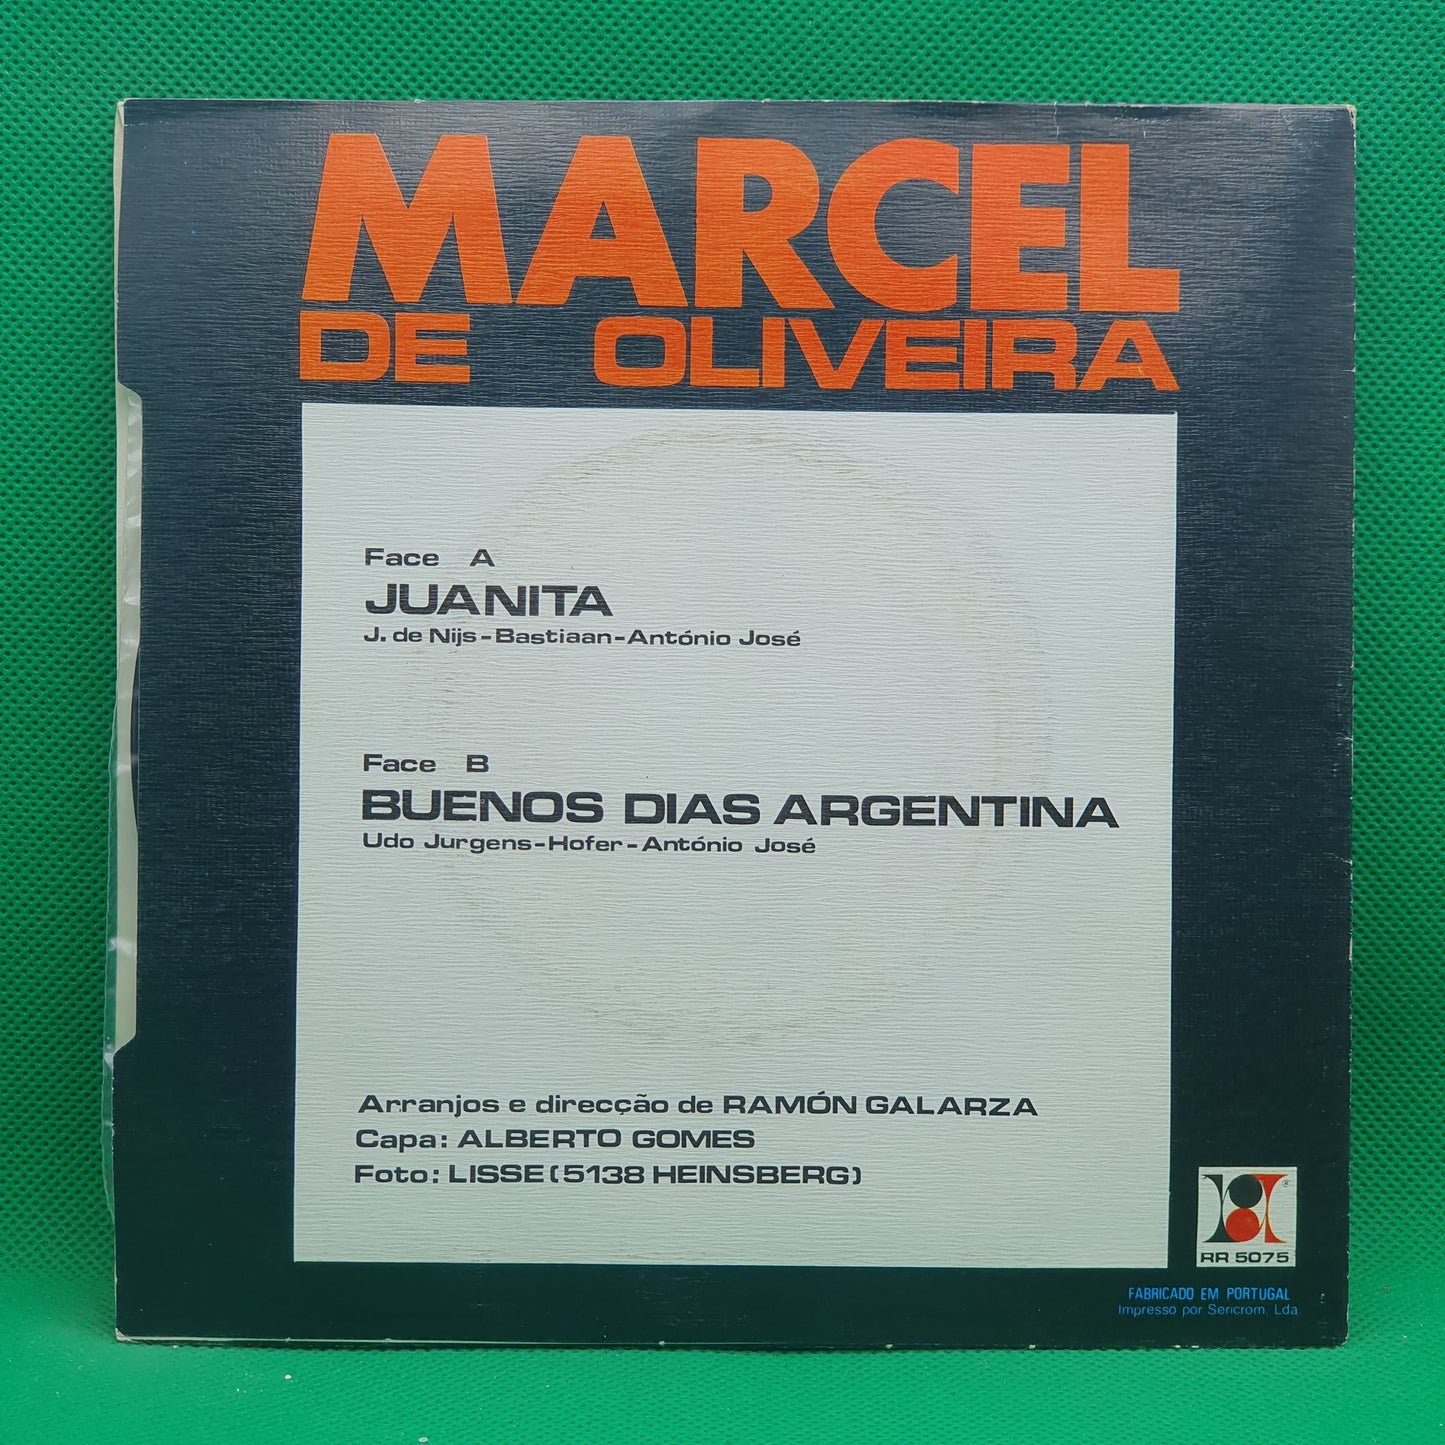 MARCEL
DE OLIVEIRA
Face A
JUANITA
J. de Nijs-Bastiaan-António José
Face B
BUENOS DIAS ARGENTINA
Udo Jurgens-Hofer-António José
Arranjos e direcção de RAMÓN GALARZA
Capa: ALBERTO GOMES
Foto: LISSE (5138 HEINSBERG)
®
RR 5075
FABRICADO EM PORTUGAL
Impresso por Sericrom. Lda